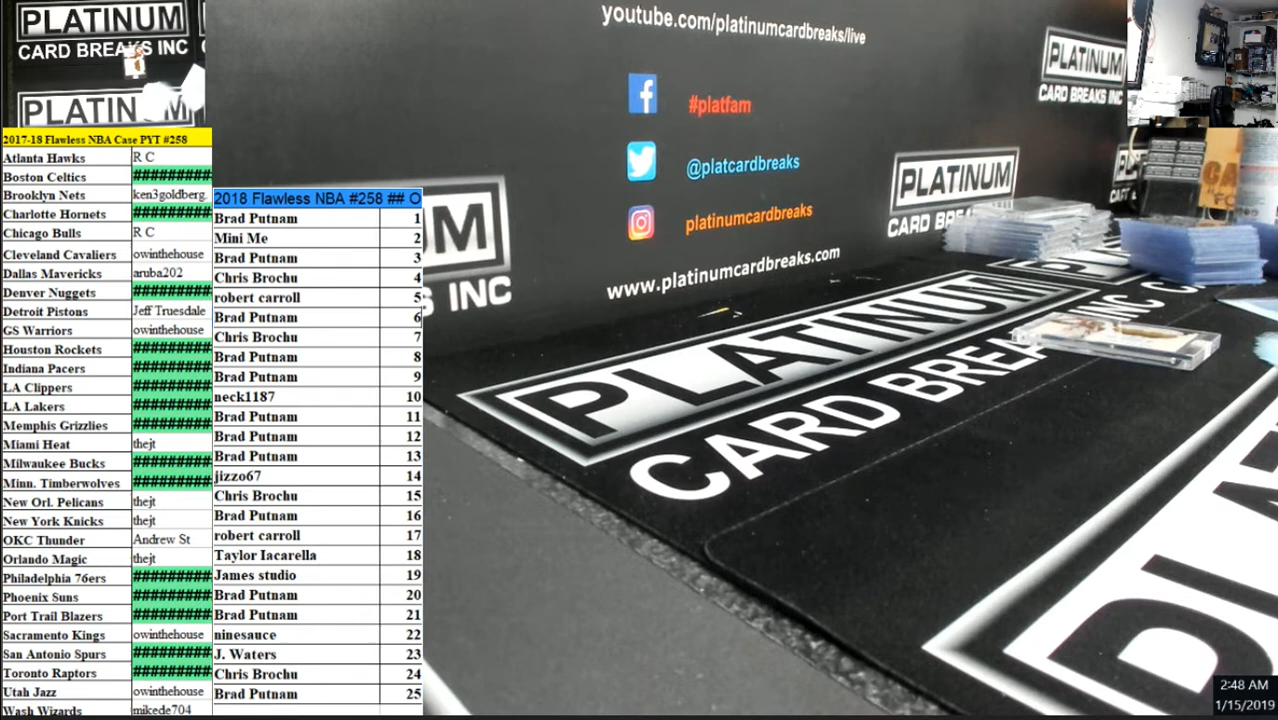 PLATINUM
CARD BREAKS INC
PLATIN M
2017-18 Flawless NBA Case PYT #258
Atlanta Hawks R C
Boston Celtics ##########
Brooklyn Nets ken3goldberg.
Charlotte Hornets ##########
Chicago Bulls R C
Cleveland Cavaliers owinthehouse
Dallas Mavericks aruba202
Denver Nuggets ##########
Detroit Pistons Jeff Truesdale
GS Warriors owinthehouse
Houston Rockets ##########
Indiana Pacers ##########
LA Clippers ##########
LA Lakers ##########
Memphis Grizzlies ##########
Miami Heat thejt
Milwaukee Bucks ##########
Minn. Timberwolves ##########
New Orl. Pelicans thejt
New York Knicks thejt
OKC Thunder Andrew St
Orlando Magic thejt
Philadelphia 76ers ##########
Phoenix Suns ##########
Port Trail Blazers ##########
Sacramento Kings owinthehouse
San Antonio Spurs ##########
Toronto Raptors ##########
Utah Jazz owinthehouse
Wash Wizards mikede704
2018 Flawless NBA #258 ## O
Brad Putnam 1
Mini Me 2
Brad Putnam 3
Chris Brochu 4
robert carroll 5
Brad Putnam 6
Chris Brochu 7
Brad Putnam 8
Brad Putnam 9
neck1187 10
Brad Putnam 11
Brad Putnam 12
Brad Putnam 13
jizzo67 14
Chris Brochu 15
Brad Putnam 16
robert carroll 17
Taylor Iacarella 18
James studio 19
Brad Putnam 20
Brad Putnam 21
ninesauce 22
J. Waters 23
Chris Brochu 24
Brad Putnam 25
youtube.com/platinumcardbreaks/live
#platfam
@platcardbreaks
platinumcardbreaks
www.platinumcardbreaks.com
UM
S INC
PLATINUM
CARD BREAKS INC
PLATINUM
CARD B
PLATINUM
CARD BREA INC
2:48 AM
1/15/2019